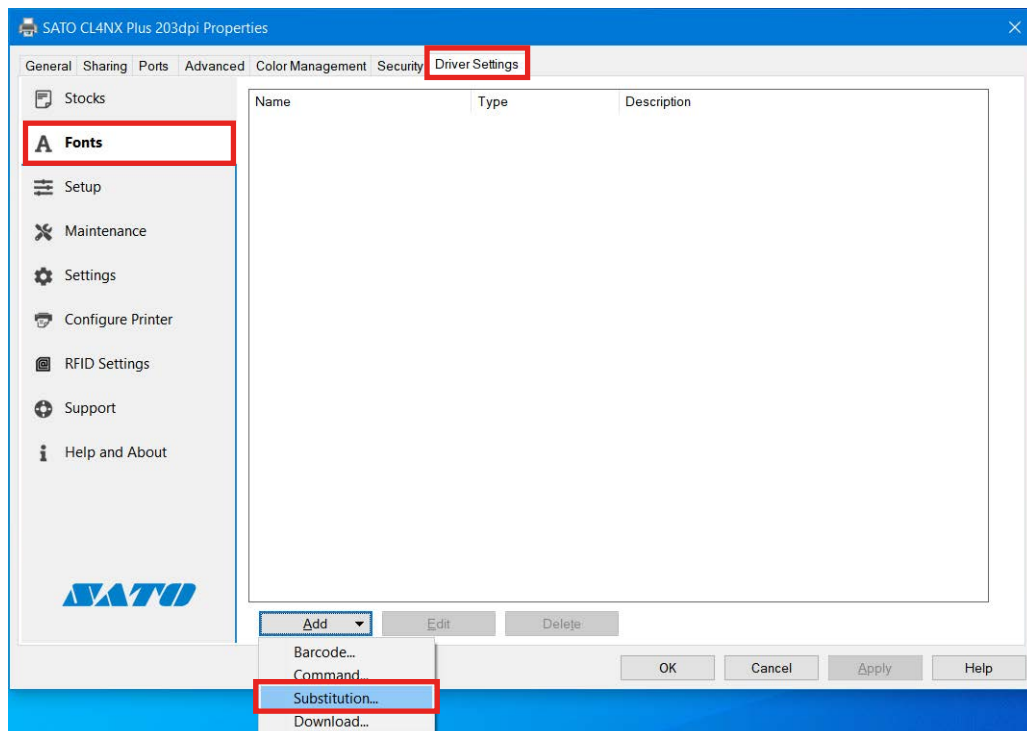 SATO CL4NX Plus 203dpi Properties
General Sharing Ports Advanced Color Management Security Driver Settings
Stocks
Fonts
Setup
Maintenance
Settings
Configure Printer
RFID Settings
Support
Help and About
SATO
Name Type Description
Add Edit Delete
Barcode...
Command...
Substitution...
Download...
OK Cancel Apply Help